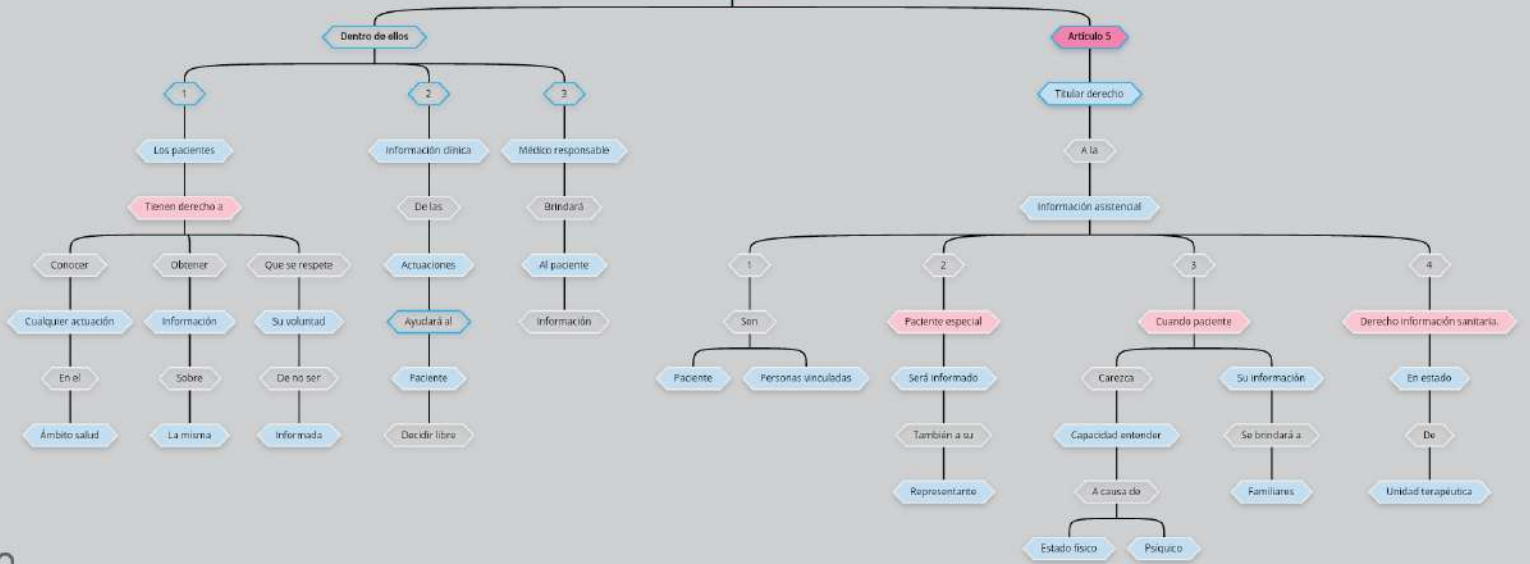 Dentro de ellos
Artículo 5
1
2
3
Titular derecho
Los pacientes
Información clínica
Médico responsable
A la
Tienen derecho a
De las
Brindará
Información asistencial
Conocer
Obtener
Que se respete
Actuaciones
Al paciente
1
2
3
4
Cualquier actuación
Información
Su voluntad
Ayudará al
Información
Son
Paciente especial
Cuando paciente
Derecho información sanitaria.
En el
Sobre
De no ser
Paciente
Paciente
Personas vinculadas
Será informado
Carezca
Su información
En estado
Ámbito salud
La misma
Informada
Decidir libre
También a su
Capacidad entender
Se brindará a
De
Representante
A causa de
Familiares
Unidad terapéutica
Estado físico
Psíquico